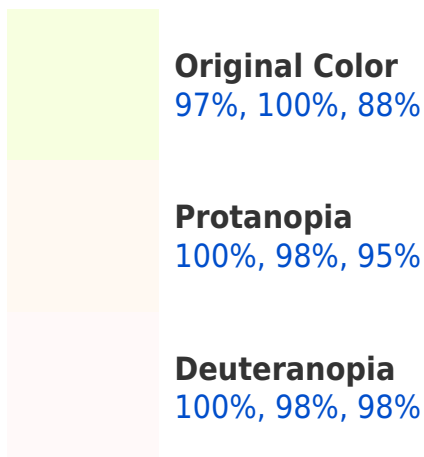 Original Color
97%, 100%, 88%
Protanopia
100%, 98%, 95%
Deuteranopia
100%, 98%, 98%